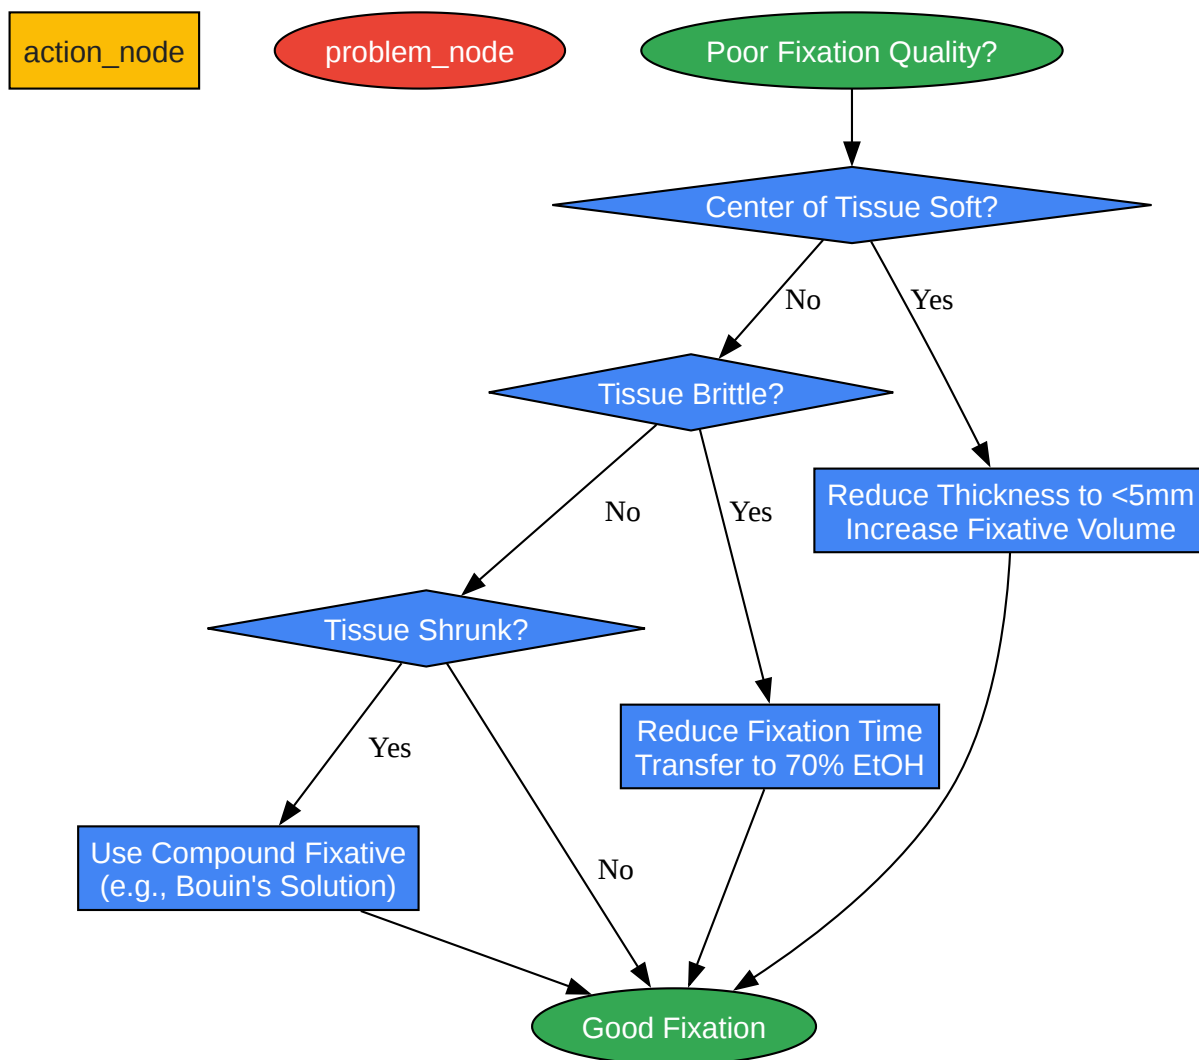 action_node
problem_node
Poor Fixation Quality?
Center of Tissue Soft?
No
Yes
Tissue Brittle?
Reduce Thickness to <5mm
Increase Fixative Volume
No
Yes
Tissue Shrunk?
Reduce Fixation Time
Transfer to 70% EtOH
Yes
Use Compound Fixative
(e.g., Bouin's Solution)
No
Good Fixation